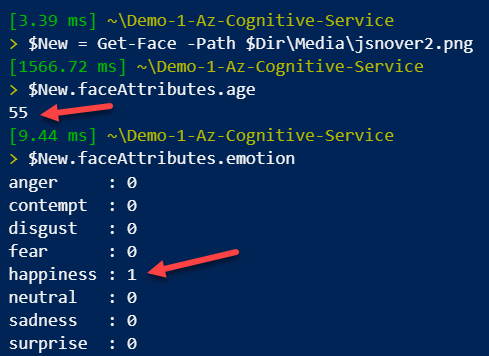 [3.39 ms] ~\Demo-1-Az-Cognitive-Service
> $New = Get-Face -Path $Dir\Media\jsnover2.png
[1566.72 ms] ~\Demo-1-Az-Cognitive-Service
> $New.faceAttributes.age
55
[9.44 ms] ~\Demo-1-Az-Cognitive-Service
> $New.faceAttributes.emotion
anger     : 0
contempt  : 0
disgust   : 0
fear      : 0
happiness : 1
neutral   : 0
sadness   : 0
surprise  : 0